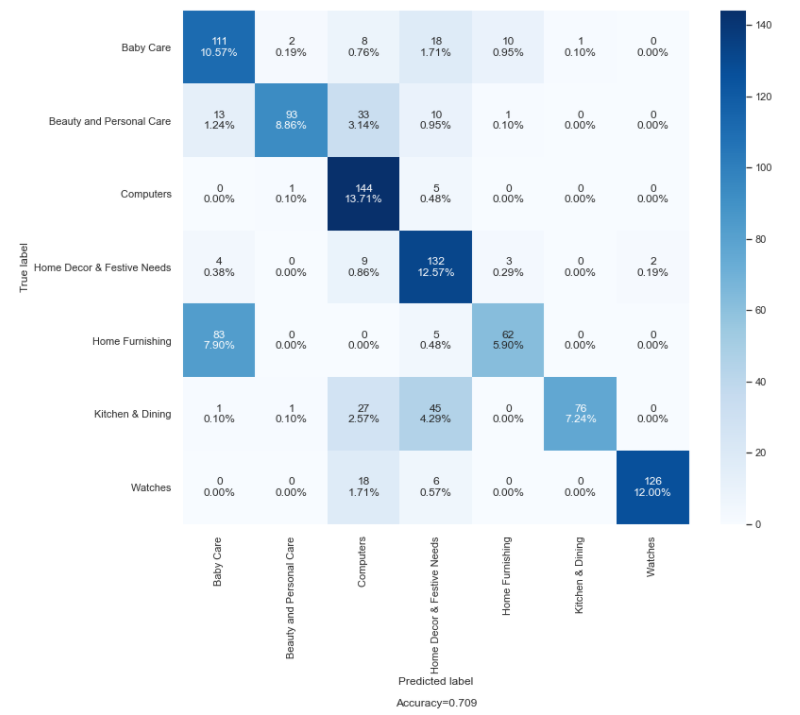 Baby Care
111 2 8 18 10 1 0
10.57% 0.19% 0.76% 1.71% 0.95% 0.10% 0.00%
Beauty and Personal Care
13 93 33 10 1 0 0
1.24% 8.86% 3.14% 0.95% 0.10% 0.00% 0.00%
Computers
0 1 144 5 0 0 0
0.00% 0.10% 13.71% 0.48% 0.00% 0.00% 0.00%
Home Decor & Festive Needs
4 0 9 132 3 0 2
0.38% 0.00% 0.86% 12.57% 0.29% 0.00% 0.19%
Home Furnishing
83 0 0 5 62 0 0
7.90% 0.00% 0.00% 0.48% 5.90% 0.00% 0.00%
Kitchen & Dining
1 1 27 45 0 76 0
0.10% 0.10% 2.57% 4.29% 0.00% 7.24% 0.00%
Watches
0 0 18 6 0 0 126
0.00% 0.00% 1.71% 0.57% 0.00% 0.00% 12.00%
True label
Baby Care
Beauty and Personal Care
Computers
Home Decor & Festive Needs
Home Furnishing
Kitchen & Dining
Watches
Predicted label
Accuracy=0.709
140
120
100
80
60
40
20
0